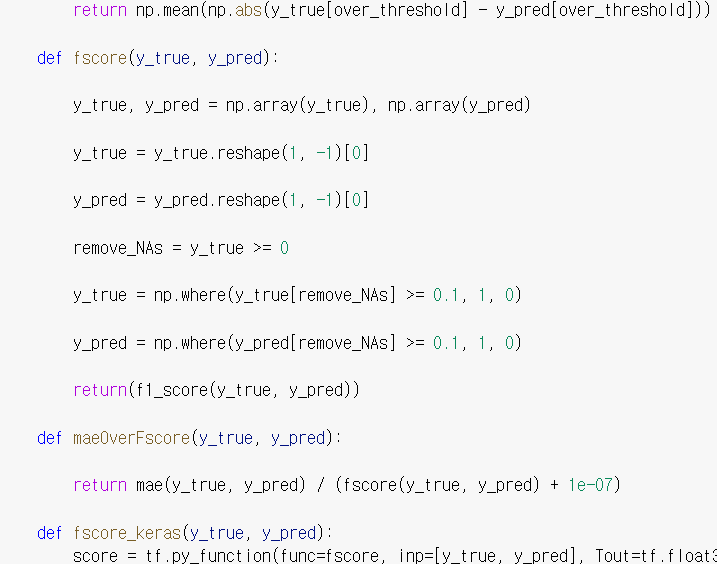 return np.mean(np.abs(y_true[over_threshold] - y_pred[over_threshold]))
def fscore(y_true, y_pred):
y_true, y_pred = np.array(y_true), np.array(y_pred)
y_true = y_true.reshape(1, -1)[0]
y_pred = y_pred.reshape(1, -1)[0]
remove_NAs = y_true >= 0
y_true = np.where(y_true[remove_NAs] >= 0.1, 1, 0)
y_pred = np.where(y_pred[remove_NAs] >= 0.1, 1, 0)
return(f1_score(y_true, y_pred))
def maeOverFscore(y_true, y_pred):
return mae(y_true, y_pred) / (fscore(y_true, y_pred) + 1e-07)
def fscore_keras(y_true, y_pred):
score = tf.py_function(func=fscore, inp=[y_true, y_pred], Tout=tf.float3